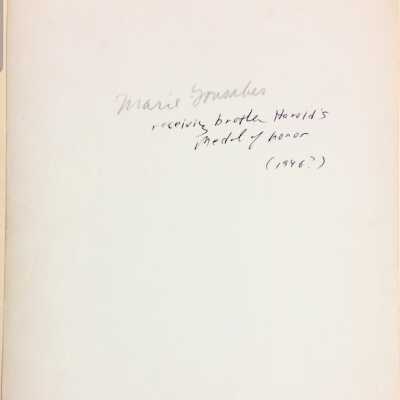 Marie Gonsalves
receiving brother Harold's
medal of honor
(1946?)